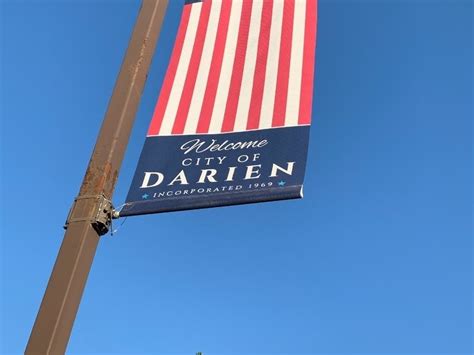 Welcome
CITY OF
DARIEN
INCORPORATED 1969